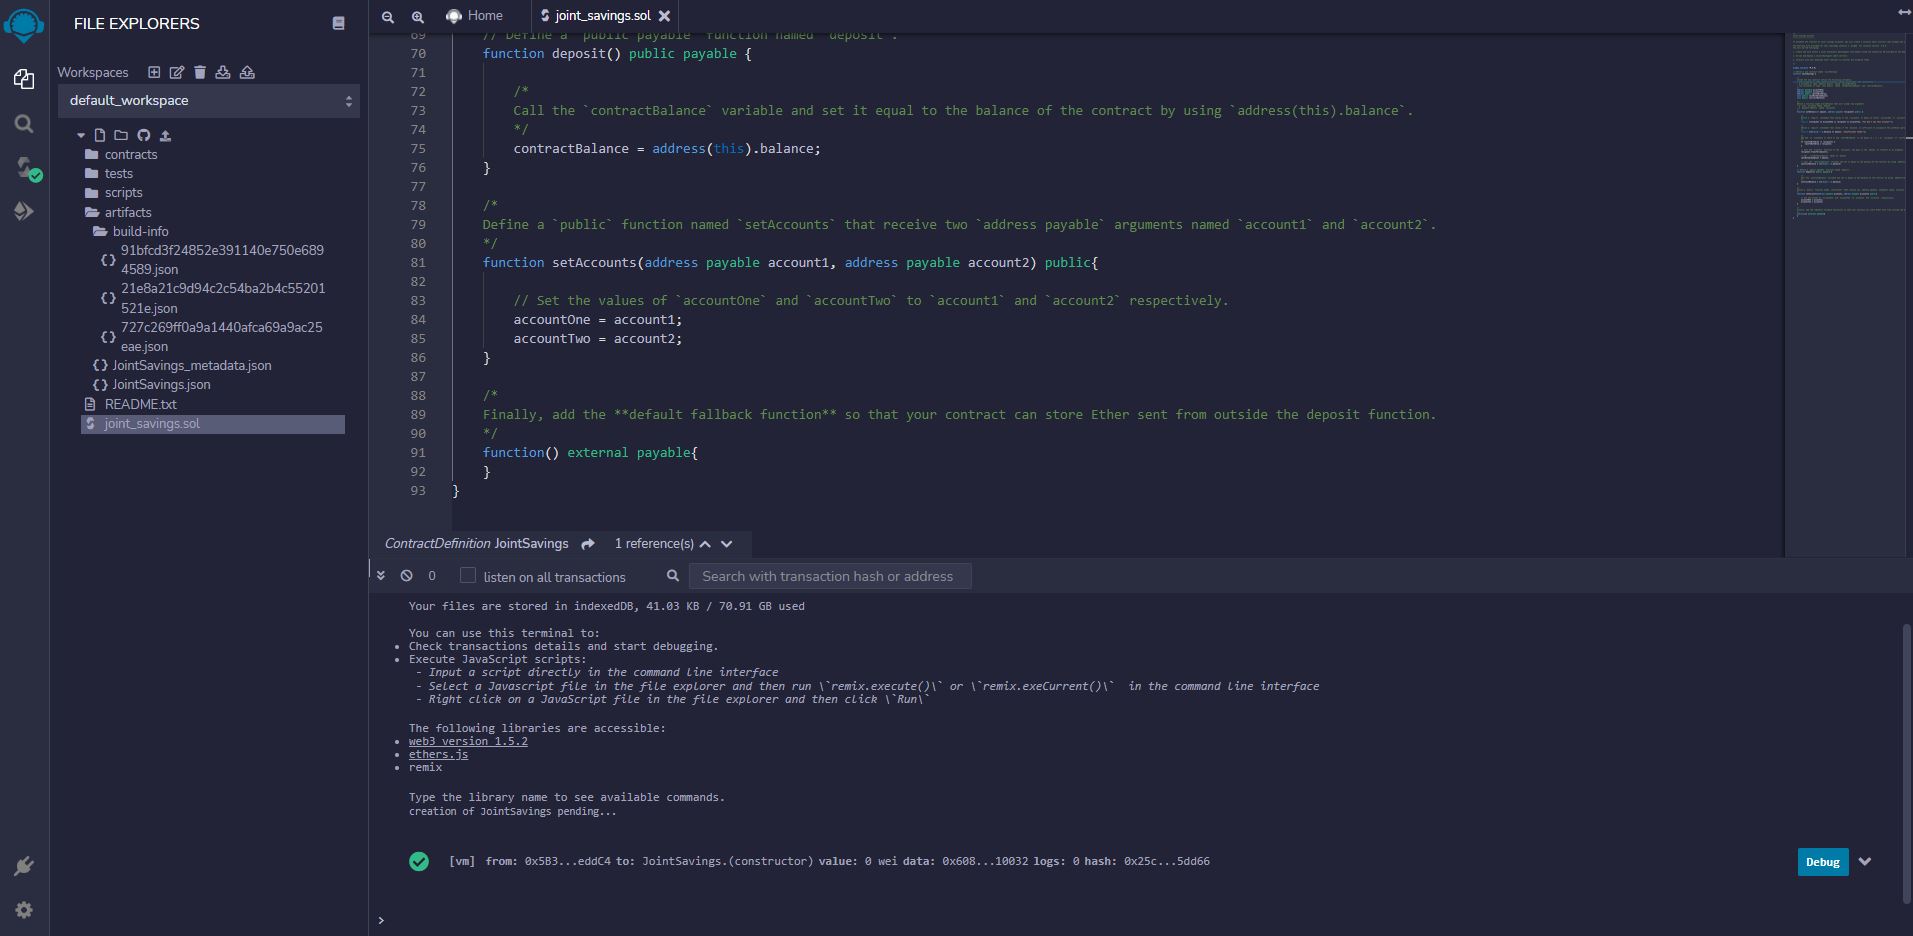 FILE EXPLORERS
Workspaces
default_workspace
contracts
tests
scripts
artifacts
build-info
91bfcd3f24852e391140e750e689
4589.json
21e8a21c9d94c2c54ba2b4c55201
521e.json
727c269ff0a9a1440afca69a9ac25
eae.json
JointSavings_metadata.json
JointSavings.json
README.txt
joint_savings.sol
Home
joint_savings.sol
69 // Define a `public payable` function named `deposit`.
70 function deposit() public payable {
71
72 /*
73 Call the `contractBalance` variable and set it equal to the balance of the contract by using `address(this).balance`.
74 */
75 contractBalance = address(this).balance;
76 }
77
78 /*
79 Define a `public` function named `setAccounts` that receive two `address payable` arguments named `account1` and `account2`.
80 */
81 function setAccounts(address payable account1, address payable account2) public{
82
83 // Set the values of `accountOne` and `accountTwo` to `account1` and `account2` respectively.
84 accountOne = account1;
85 accountTwo = account2;
86 }
87
88 /*
89 Finally, add the **default fallback function** so that your contract can store Ether sent from outside the deposit function.
90 */
91 function() external payable{
92 }
93 }
ContractDefinition JointSavings 1 reference(s)
0 listen on all transactions Search with transaction hash or address
Your files are stored in indexedDB, 41.03 KB / 70.91 GB used
You can use this terminal to:
• Check transactions details and start debugging.
• Execute JavaScript scripts:
- Input a script directly in the command line interface
- Select a Javascript file in the file explorer and then run \`remix.execute()\` or \`remix.exeCurrent()\` in the command line interface
- Right click on a JavaScript file in the file explorer and then click \`Run\`
The following libraries are accessible:
• web3 version 1.5.2
• ethers.js
• remix
Type the library name to see available commands.
creation of JointSavings pending...
[vm] from: 0x5B3...eddC4 to: JointSavings.(constructor) value: 0 wei data: 0x608...10032 logs: 0 hash: 0x25c...5dd66
Debug
>